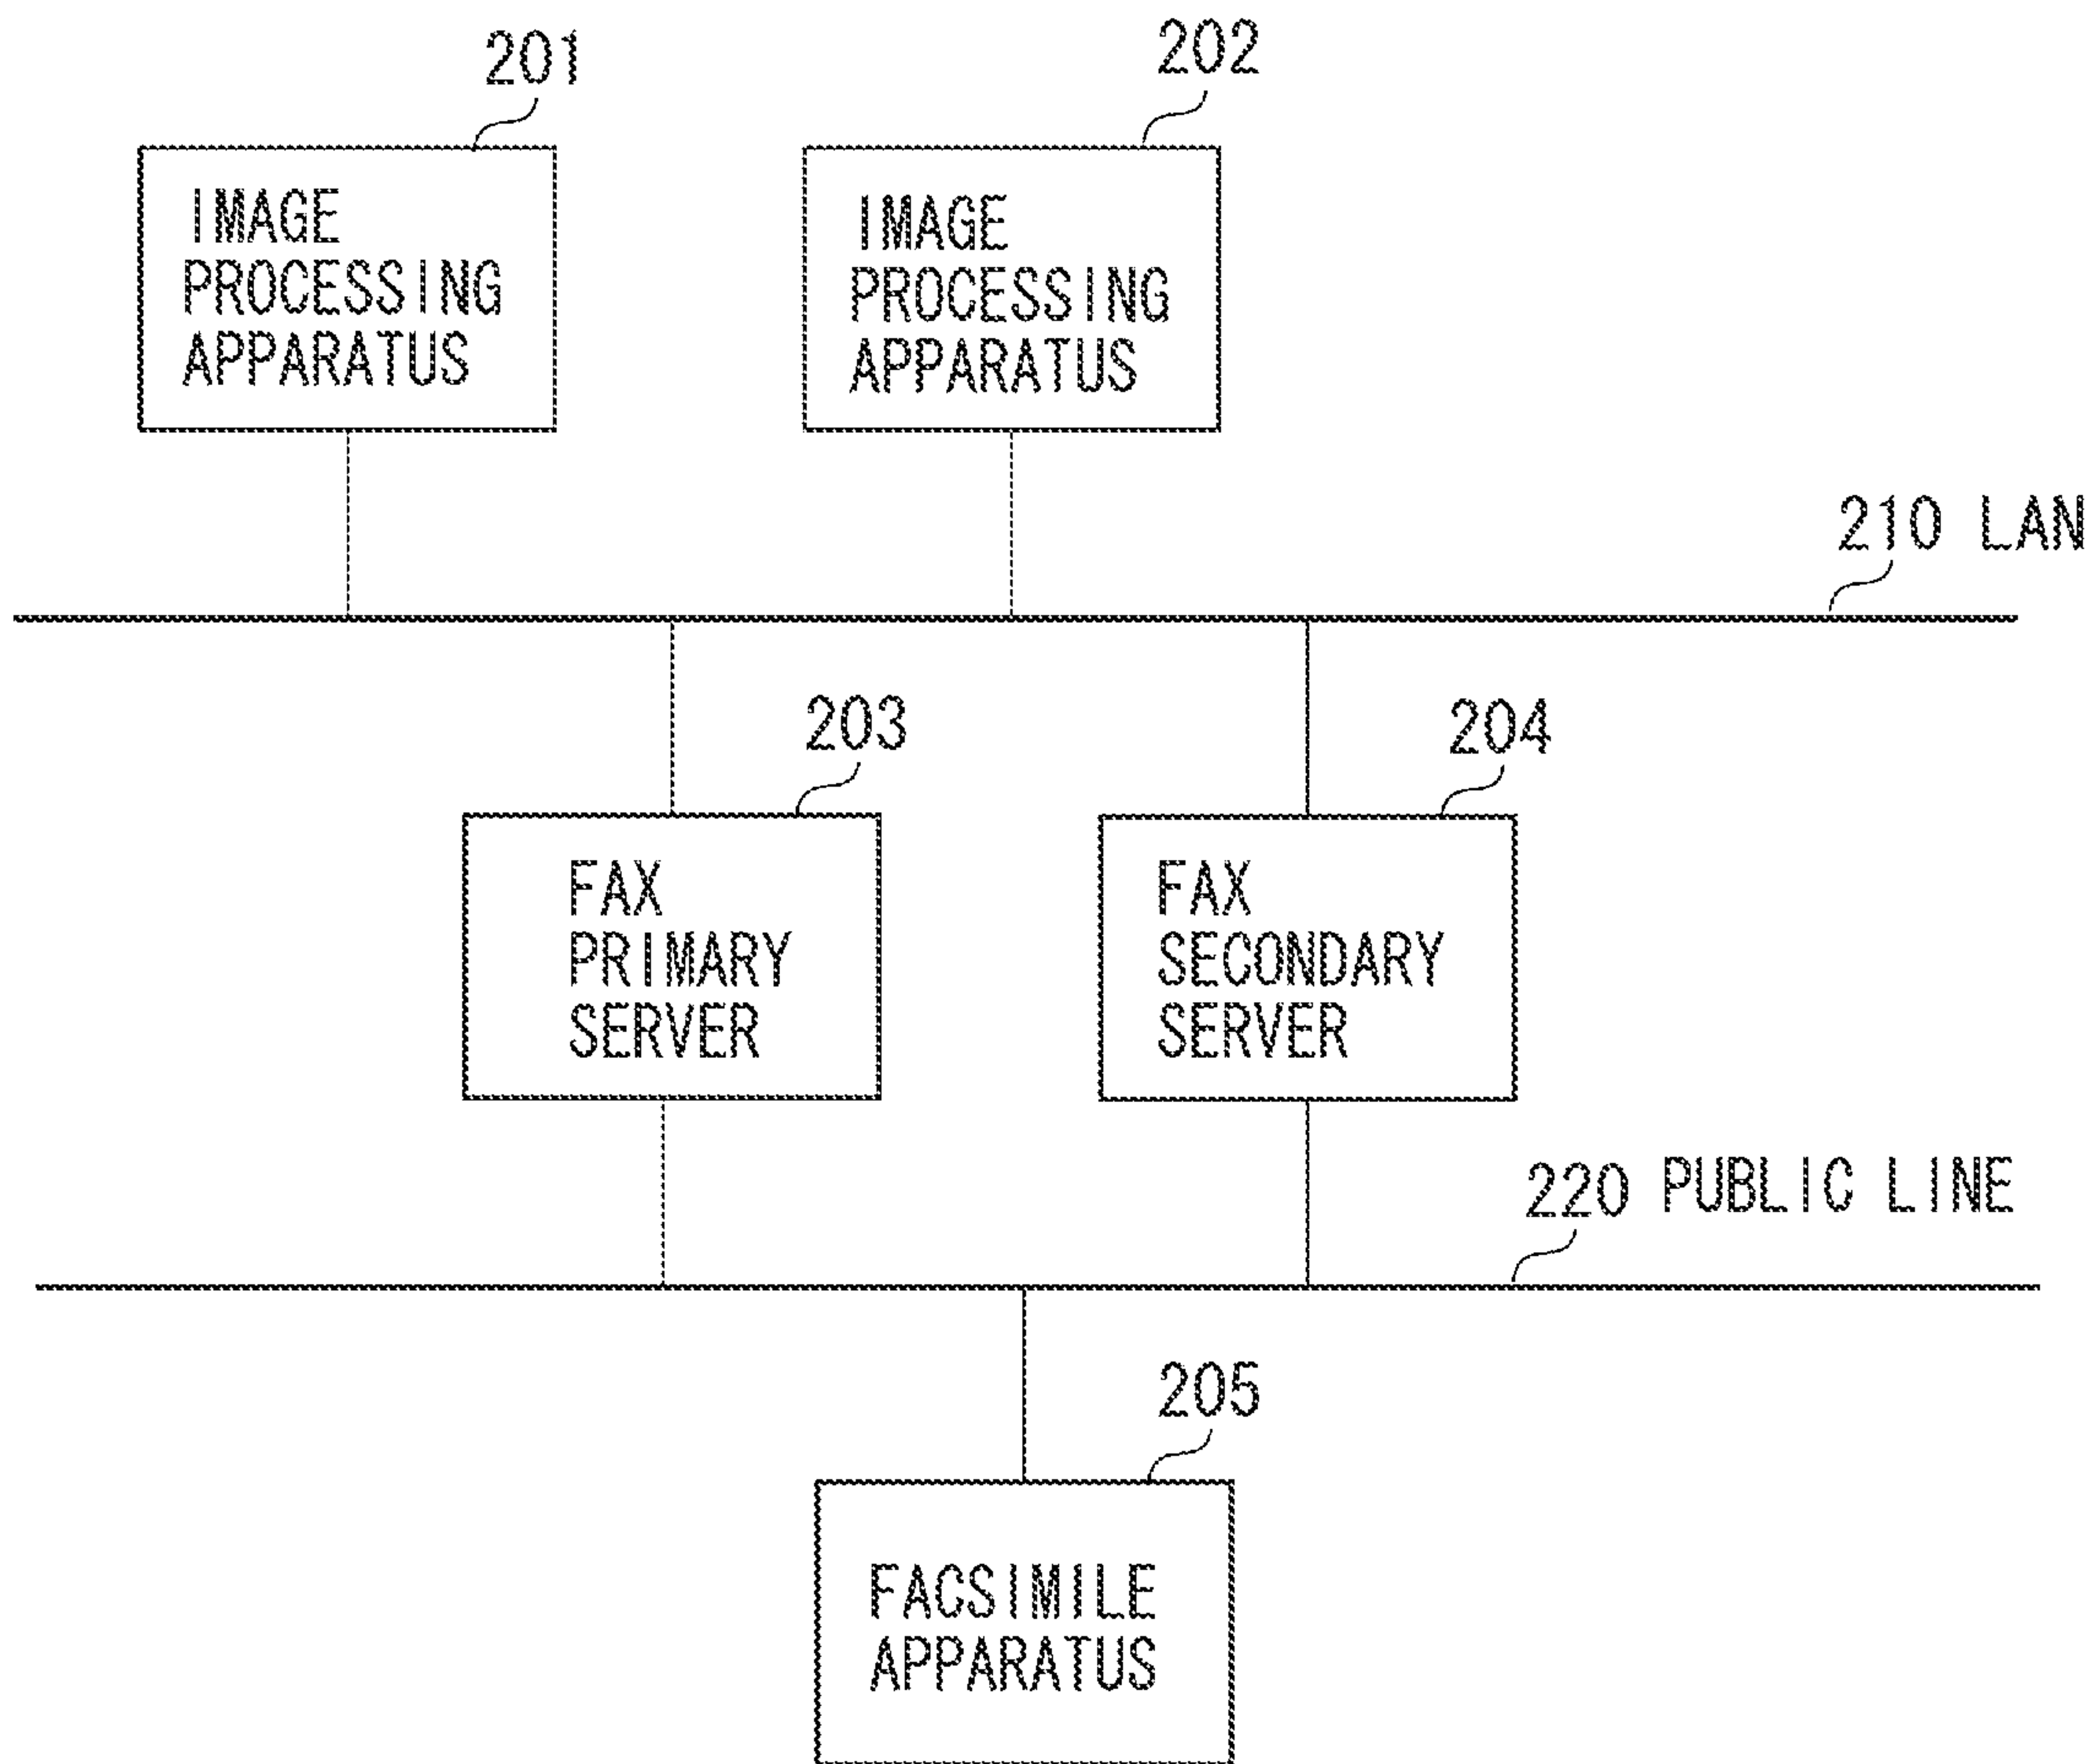 201
202
IMAGE
PROCESSING
APPARATUS
IMAGE
PROCESSING
APPARATUS
210 LAN
203
204
FAX
PRIMARY
SERVER
FAX
SECONDARY
SERVER
220 PUBLIC LINE
205
FACSIMILE
APPARATUS